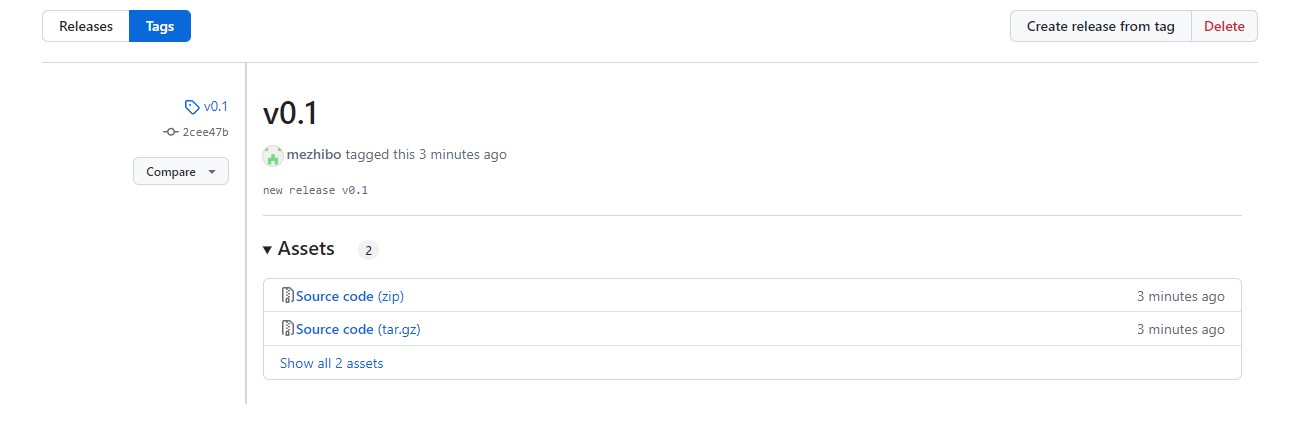 Releases Tags Create release from tag Delete
v0.1
2cee47b
Compare
v0.1
mezhibo tagged this 3 minutes ago
new release v0.1
Assets 2
Source code (zip) 3 minutes ago
Source code (tar.gz) 3 minutes ago
Show all 2 assets